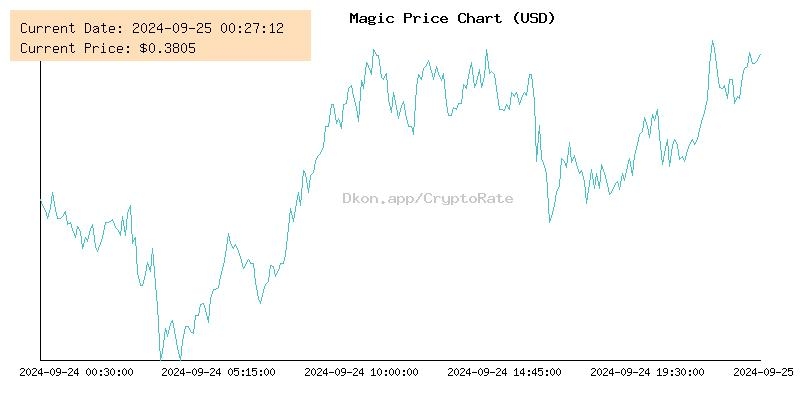 Magic Price Chart (USD)
Current Date: 2024-09-25 00:27:12
Current Price: $0.3805
Dkon.app/CryptoRate
2024-09-24 00:30:00 2024-09-24 05:15:00 2024-09-24 10:00:00 2024-09-24 14:45:00 2024-09-24 19:30:00 2024-09-25